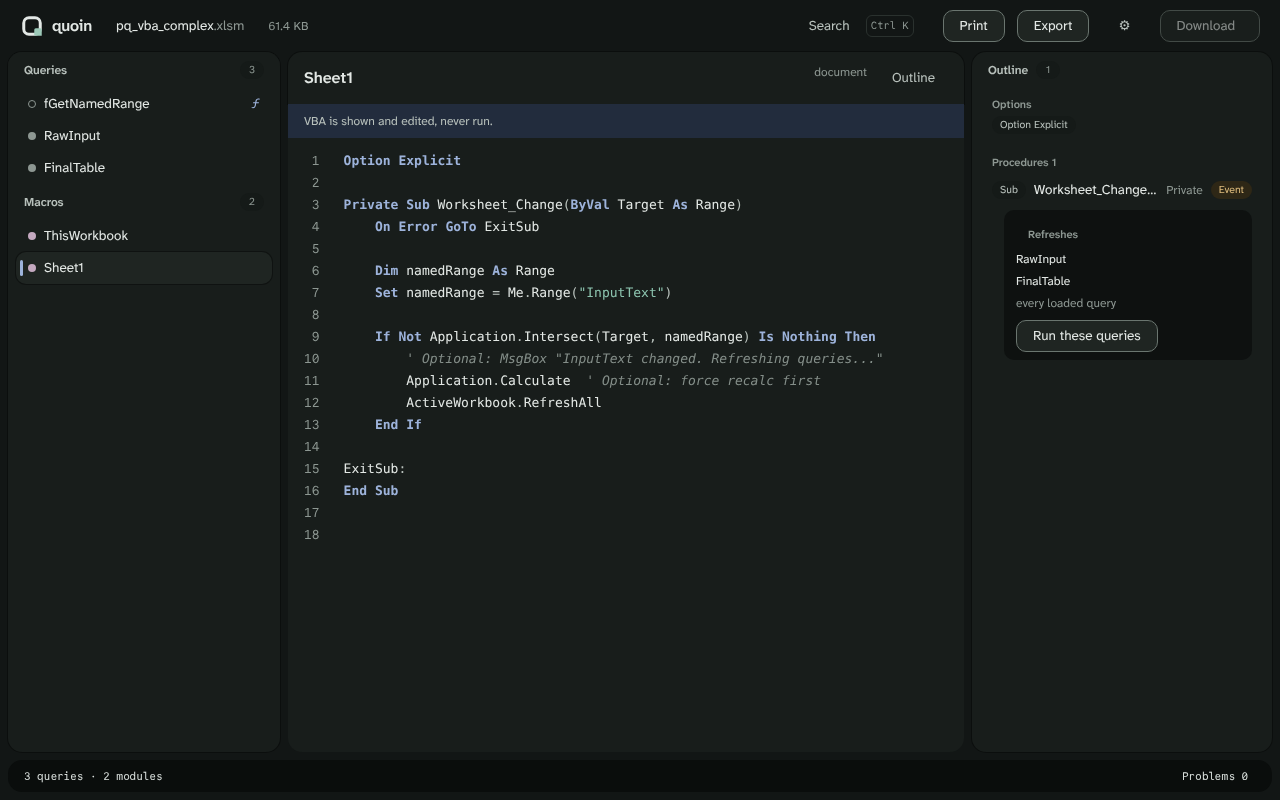 quoin
pq_vba_complex.xlsm
61.4 KB
Search
Ctrl K
Print
Export
Download
Queries
3
fGetNamedRange
ƒ
RawInput
FinalTable
Macros
2
ThisWorkbook
Sheet1
Sheet1
document
Outline
VBA is shown and edited, never run.
1 Option Explicit
2
3 Private Sub Worksheet_Change(ByVal Target As Range)
4 On Error GoTo ExitSub
5
6 Dim namedRange As Range
7 Set namedRange = Me.Range("InputText")
8
9 If Not Application.Intersect(Target, namedRange) Is Nothing Then
10 ' Optional: MsgBox "InputText changed. Refreshing queries..."
11 Application.Calculate ' Optional: force recalc first
12 ActiveWorkbook.RefreshAll
13 End If
14
15 ExitSub:
16 End Sub
17
18
Outline
1
Options
Option Explicit
Procedures 1
Sub Worksheet_Change… Private Event
Refreshes
RawInput
FinalTable
every loaded query
Run these queries
3 queries · 2 modules
Problems 0